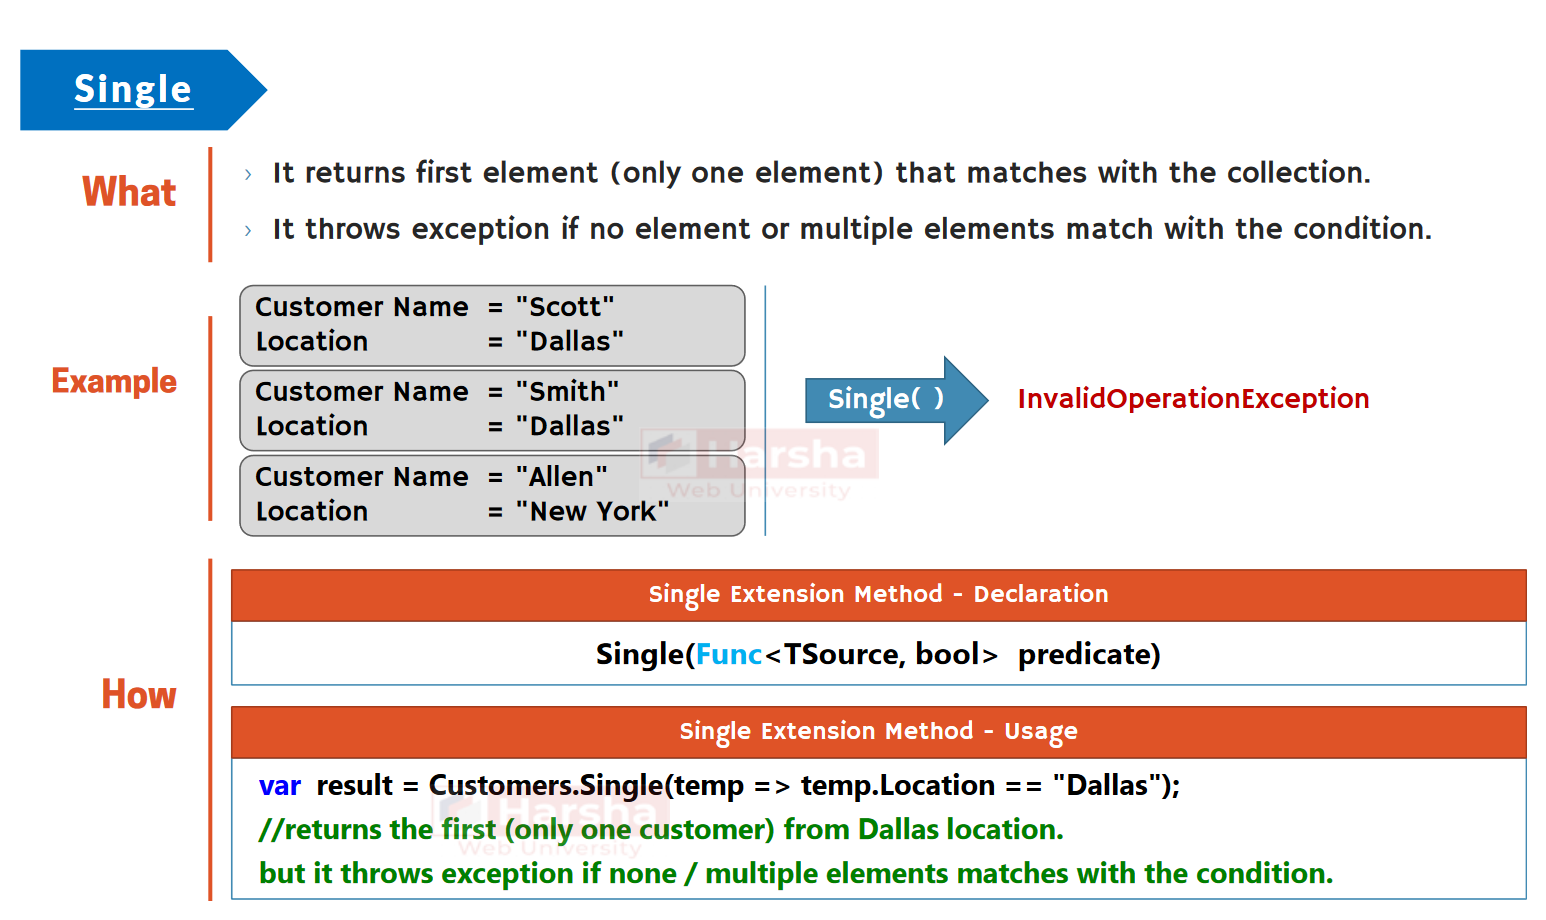 Single
What
› It returns first element (only one element) that matches with the collection.
› It throws exception if no element or multiple elements match with the condition.
Example
Customer Name = "Scott"
Location = "Dallas"
Customer Name = "Smith"
Location = "Dallas"
Customer Name = "Allen"
Location = "New York"
Single( )
InvalidOperationException
Harsha
Web University
How
Single Extension Method - Declaration
Single(Func<TSource, bool> predicate)
Single Extension Method - Usage
var result = Customers.Single(temp => temp.Location == "Dallas");
//returns the first (only one customer) from Dallas location.
but it throws exception if none / multiple elements matches with the condition.
Harsha
Web University